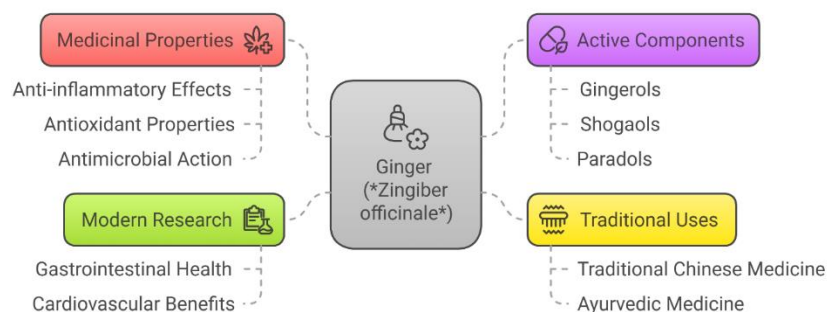 Medicinal Properties
Anti-inflammatory Effects
Antioxidant Properties
Antimicrobial Action
Modern Research
Gastrointestinal Health
Cardiovascular Benefits
Ginger
(*Zingiber
officinale*)
Active Components
Gingerols
Shogaols
Paradols
Traditional Uses
Traditional Chinese Medicine
Ayurvedic Medicine